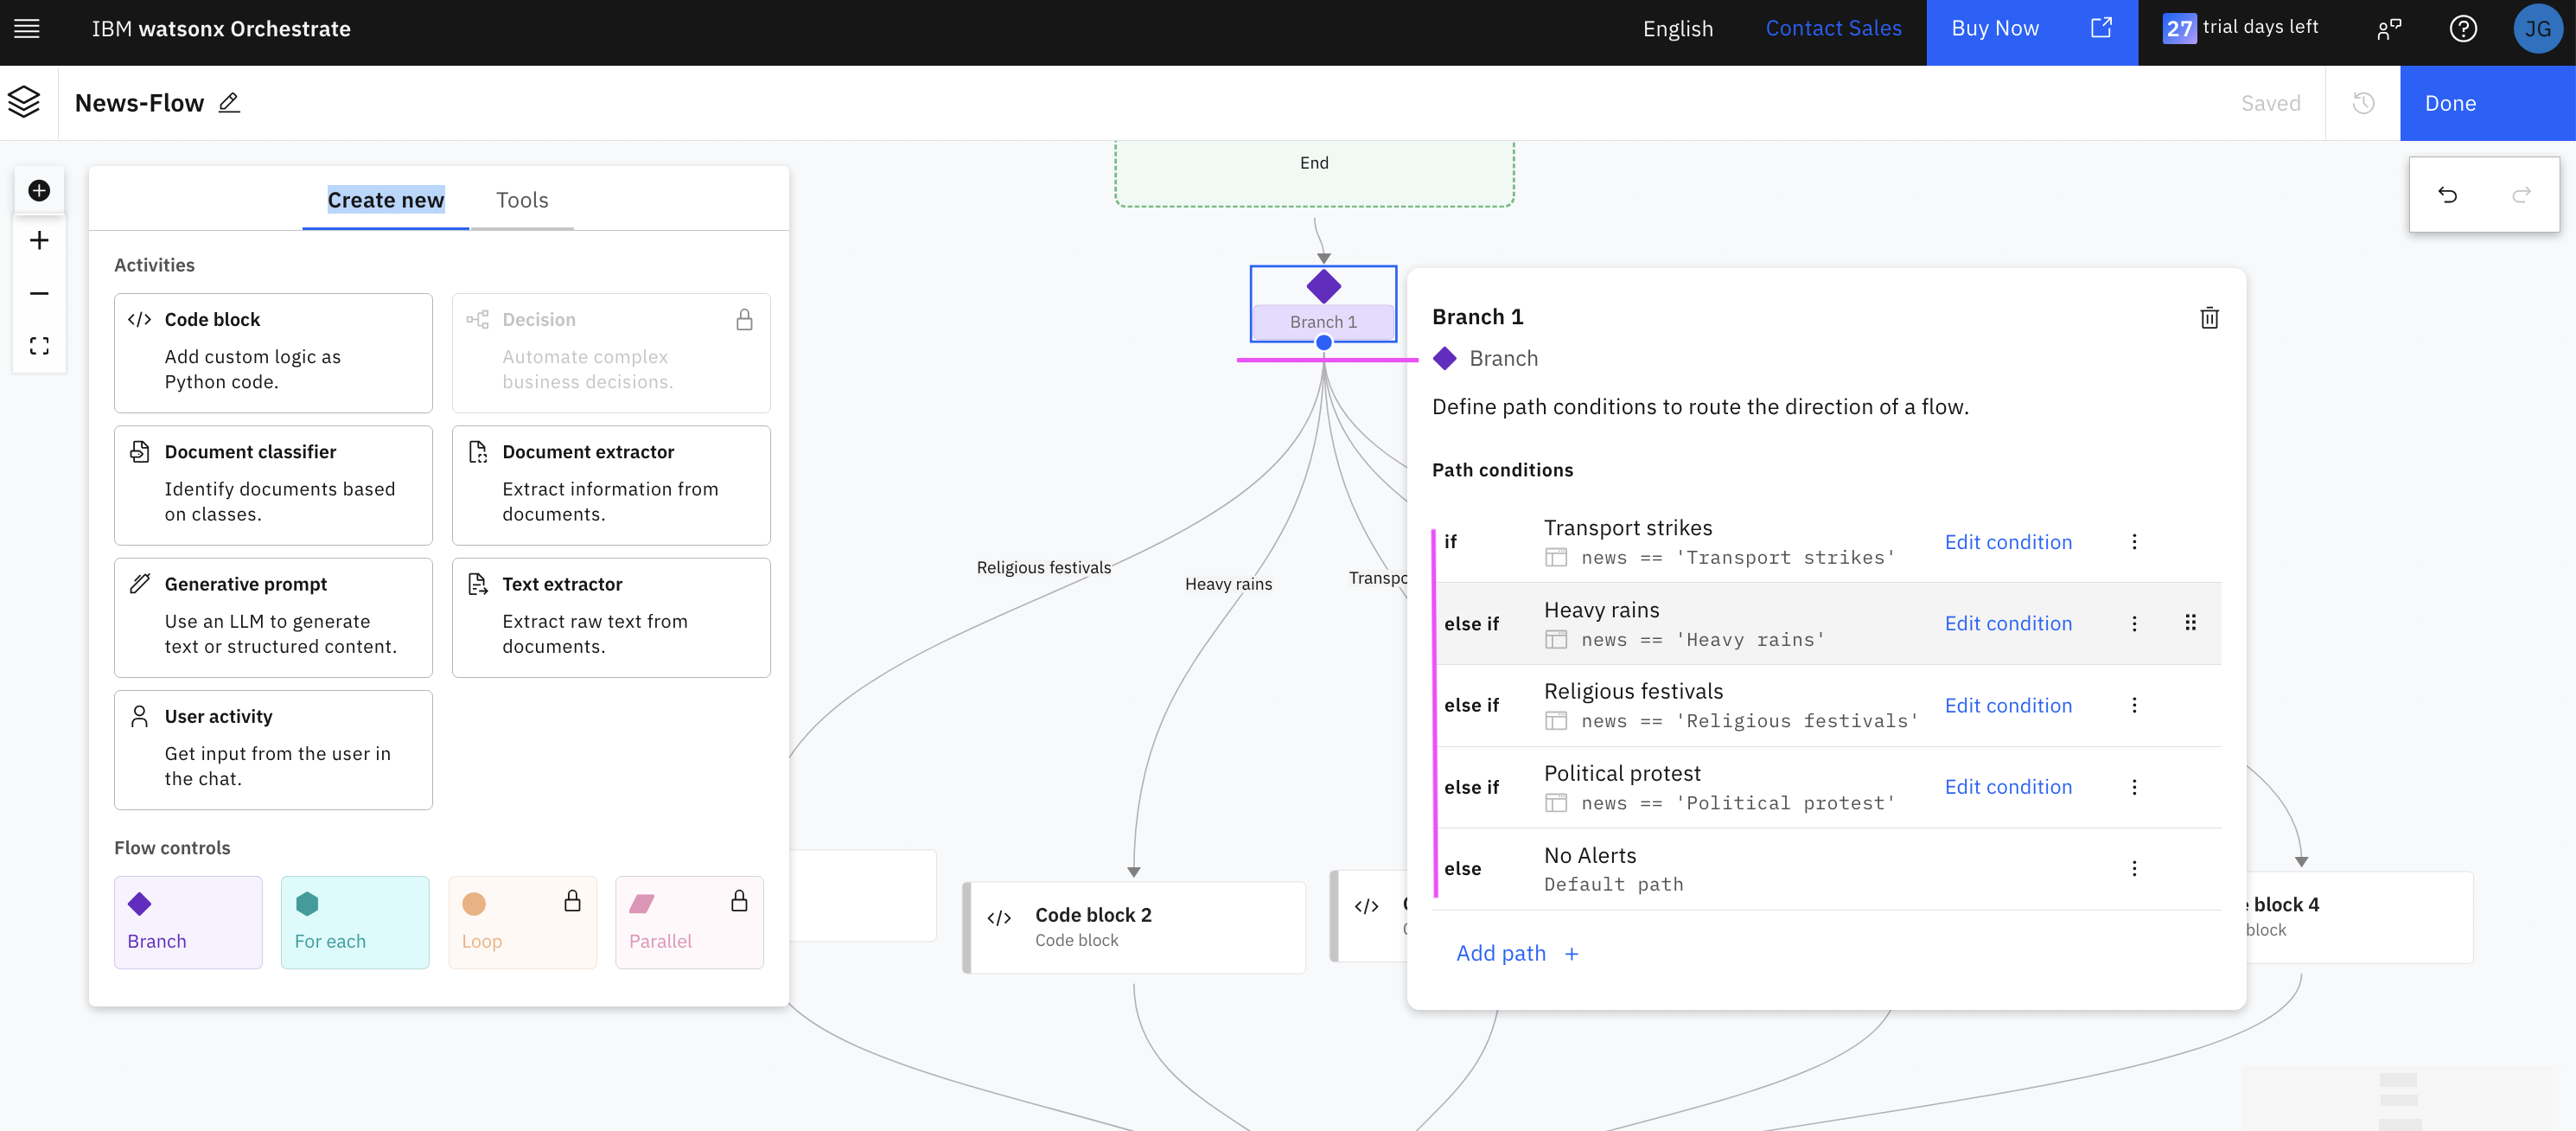 IBM watsonx Orchestrate
English
Contact Sales
Buy Now
27 trial days left
JG
News-Flow
Saved
Done
Create new
Tools
Activities
Code block
Add custom logic as
Python code.
Decision
Automate complex
business decisions.
Document classifier
Identify documents based
on classes.
Document extractor
Extract information from
documents.
Generative prompt
Use an LLM to generate
text or structured content.
Text extractor
Extract raw text from
documents.
User activity
Get input from the user in
the chat.
Flow controls
Branch
For each
Loop
Parallel
End
Branch 1
Religious festivals
Heavy rains
Transpo
Code block 2
Code block
Branch 1
Branch
Define path conditions to route the direction of a flow.
Path conditions
if
Transport strikes
news == 'Transport strikes'
Edit condition
else if
Heavy rains
news == 'Heavy rains'
Edit condition
else if
Religious festivals
news == 'Religious festivals'
Edit condition
else if
Political protest
news == 'Political protest'
Edit condition
else
No Alerts
Default path
Add path +
block 4
block